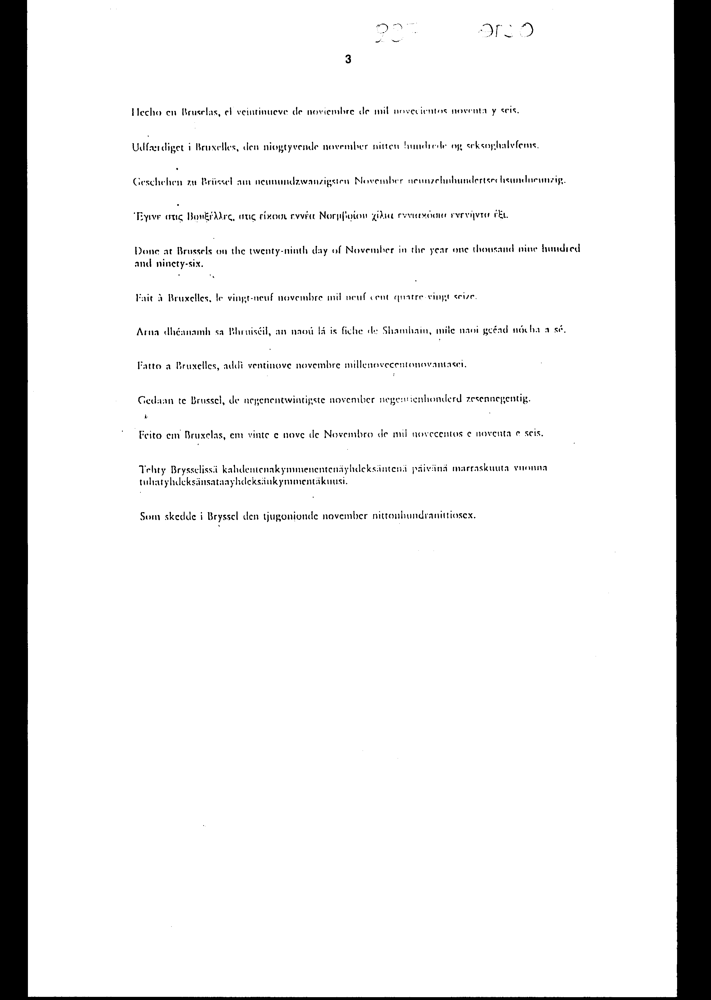 3
Hecho en Bruselas, el veintinueve de noviembre de mil novecientos noventa y seis.
Udfærdiget i Bruxelles, den niogtyvende november nitten hundrede og seksoghalvfems.
Geschehen zu Brüssel am neunundzwanzigsten November neunzehnhundertsechsundneunzig.
Έγινε στις Βρυξέλλες, στις είκοσι εννέα Νοεμβρίου χίλια εννιακόσια ενενήντα έξι.
Done at Brussels on the twenty-ninth day of November in the year one thousand nine hundred
and ninety-six.
Fait à Bruxelles, le vingt-neuf novembre mil neuf cent quatre-vingt seize.
Arna dhéanamh sa Bhruiséil, an naoú lá is fiche de Shamhain, mile naoi gcéad nócha a sé.
Fatto a Bruxelles, addì ventinove novembre millenovecentonovantasei.
Gedaan te Brussel, de negenentwintigste november negentienhonderd zesennegentig.
Feito em Bruxelas, em vinte e nove de Novembro de mil novecentos e noventa e seis.
Tehty Brysselissä kahdentenakymmenentenäyhdeksäntenä päivänä marraskuuta vuonna
tuhatyhdeksänsataayhdeksänkymmentäkuusi.
Som skedde i Bryssel den tjugonionde november nittonhundranittiosex.